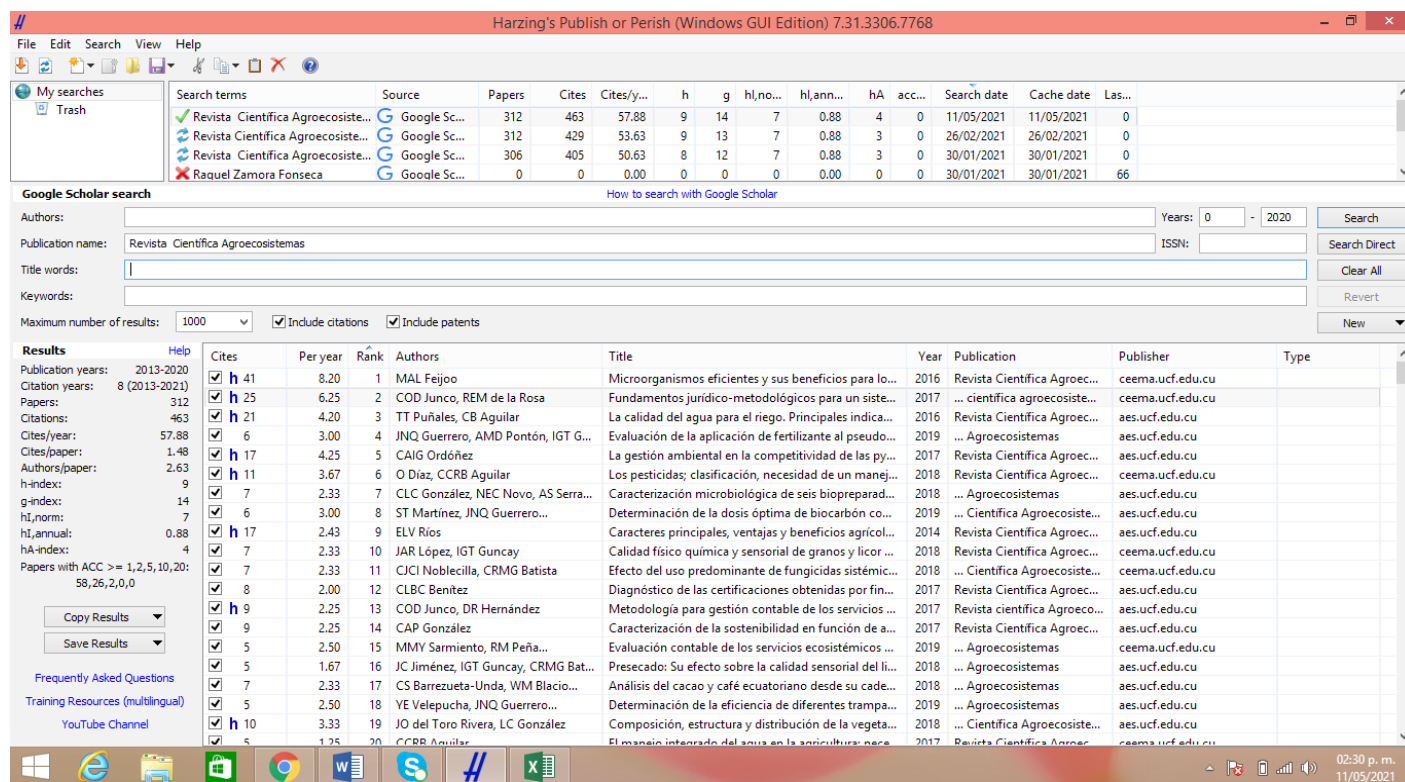 Harzing's Publish or Perish (Windows GUI Edition) 7.31.3306.7768
File Edit Search View Help
My searches
Trash
Search terms Source Papers Cites Cites/y... h g hI,no... hI,ann... hA acc... Search date Cache date Las...
Revista Científica Agroecosiste... Google Sc... 312 463 57.88 9 14 7 0.88 4 0 11/05/2021 11/05/2021 0
Revista Científica Agroecosiste... Google Sc... 312 429 53.63 9 13 7 0.88 3 0 26/02/2021 26/02/2021 0
Revista Científica Agroecosiste... Google Sc... 306 405 50.63 8 12 7 0.88 3 0 30/01/2021 30/01/2021 0
Raquel Zamora Fonseca Google Sc... 0 0 0.00 0 0 0 0.00 0 0 30/01/2021 30/01/2021 66
Google Scholar search How to search with Google Scholar
Authors: Years: 0 - 2020 Search
Publication name: Revista Científica Agroecosistemas ISSN: Search Direct
Title words: Clear All
Keywords: Revert
Maximum number of results: 1000 Include citations Include patents New
Results Help
Publication years: 2013-2020
Citation years: 8 (2013-2021)
Papers: 312
Citations: 463
Cites/year: 57.88
Cites/paper: 1.48
Authors/paper: 2.63
h-index: 9
g-index: 14
hI,norm: 7
hI,annual: 0.88
hA-index: 4
Papers with ACC >= 1,2,5,10,20:
58,26,2,0,0
Copy Results
Save Results
Frequently Asked Questions
Training Resources (multilingual)
YouTube Channel
Cites Per year Rank Authors Title Year Publication Publisher Type
h 41 8.20 1 MAL Feijoo Microorganismos eficientes y sus beneficios para lo... 2016 Revista Científica Agroec... ceema.ucf.edu.cu
h 25 6.25 2 COD Junco, REM de la Rosa Fundamentos jurídico-metodológicos para un siste... 2017 ... científica agroecosiste... ceema.ucf.edu.cu
h 21 4.20 3 TT Puñales, CB Aguilar La calidad del agua para el riego. Principales indica... 2016 Revista Científica Agroec... aes.ucf.edu.cu
6 3.00 4 JNQ Guerrero, AMD Pontón, IGT G... Evaluación de la aplicación de fertilizante al pseudo... 2019 ... Agroecosistemas aes.ucf.edu.cu
h 17 4.25 5 CAIG Ordóñez La gestión ambiental en la competitividad de las py... 2017 Revista Científica Agroec... aes.ucf.edu.cu
h 11 3.67 6 O Díaz, CCRB Aguilar Los pesticidas; clasificación, necesidad de un manej... 2018 Revista Científica Agroec... aes.ucf.edu.cu
7 2.33 7 CLC González, NEC Novo, AS Serra... Caracterización microbiológica de seis biopreparad... 2018 ... Agroecosistemas aes.ucf.edu.cu
6 3.00 8 ST Martínez, JNQ Guerrero... Determinación de la dosis óptima de biocarbón co... 2019 ... Científica Agroecosiste... aes.ucf.edu.cu
h 17 2.43 9 ELV Ríos Caracteres principales, ventajas y beneficios agrícol... 2014 Revista Científica Agroec... aes.ucf.edu.cu
7 2.33 10 JAR López, IGT Guncay Calidad físico química y sensorial de granos y licor ... 2018 Revista Científica Agroec... ceema.ucf.edu.cu
7 2.33 11 CJCI Noblecilla, CRMG Batista Efecto del uso predominante de fungicidas sistémic... 2018 ... Científica Agroecosiste... ceema.ucf.edu.cu
8 2.00 12 CLBC Benítez Diagnóstico de las certificaciones obtenidas por fin... 2017 Revista Científica Agroec... aes.ucf.edu.cu
h 9 2.25 13 COD Junco, DR Hernández Metodología para gestión contable de los servicios ... 2017 Revista científica Agroeco... aes.ucf.edu.cu
9 2.25 14 CAP González Caracterización de la sostenibilidad en función de a... 2017 Revista Científica Agroec... aes.ucf.edu.cu
5 2.50 15 MMY Sarmiento, RM Peña... Evaluación contable de los servicios ecosistémicos ... 2019 ... Agroecosistemas ceema.ucf.edu.cu
5 1.67 16 JC Jiménez, IGT Guncay, CRMG Bat... Presecado: Su efecto sobre la calidad sensorial del li... 2018 ... Agroecosistemas aes.ucf.edu.cu
7 2.33 17 CS Barrezueta-Unda, WM Blacio... Análisis del cacao y café ecuatoriano desde su cade... 2018 ... Agroecosistemas aes.ucf.edu.cu
5 2.50 18 YE Velepucha, JNQ Guerrero... Determinación de la eficiencia de diferentes trampa... 2019 ... Agroecosistemas aes.ucf.edu.cu
h 10 3.33 19 JO del Toro Rivera, LC González Composición, estructura y distribución de la vegeta... 2018 ... Científica Agroecosiste... aes.ucf.edu.cu
5 1.25 20 CCRB Aguilar El manejo integrado del agua en la agricultura: nece... 2017 Revista Científica Agroec... ceema.ucf.edu.cu
02:30 p. m.
11/05/2021